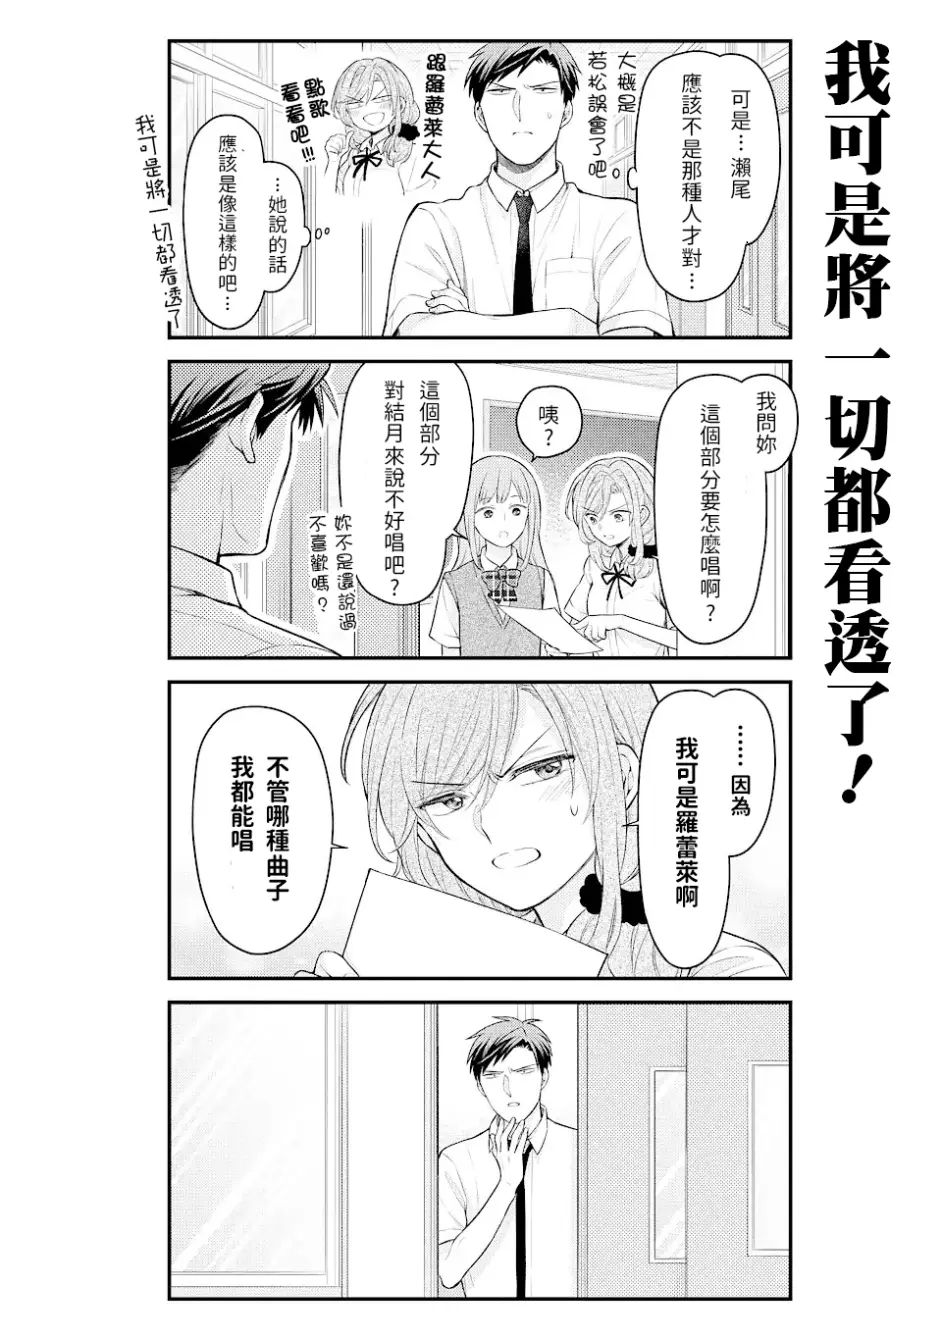 我可是將一切都看透了！
可是…瀨尾
應該不是那種人才對…
大概是
若松誤會了吧
跟羅蕾萊大人
點歌
看看吧!!!
…她說的話
應該是像這樣的吧…
我可是將一切都看透了
我問妳
這個部分要怎麼唱啊？
咦？
這個部分
對結月來說不好唱吧？
妳不是還說過
不喜歡嗎？
……因為
我可是羅蕾萊啊
不管哪種曲子
我都能唱